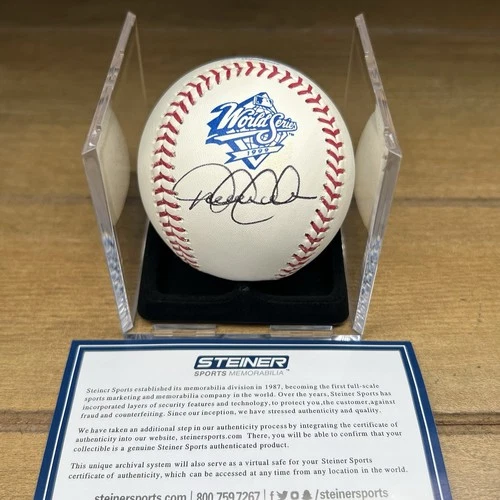 World Series
1999
STEINER
SPORTS MEMORABILIA
Steiner Sports established its memorabilia division in 1987, becoming the first full-scale
sports marketing and memorabilia company in the world. Over the years, Steiner Sports has
incorporated layers of security features and technology, to protect you,the customer,against
fraud and counterfeiting. Since our inception, we have stressed authenticity and quality.
We have taken an additional step in our authenticity process by integrating the certificate of
authenticity into our website, steinersports.com There, you will be able to confirm that your
collectible is a genuine Steiner Sports authenticated product.
This unique archival system will also serve as a virtual safe for your Steiner Sports
certificate of authenticity, which can be accessed at any time from any location in the world.
steinersports.com | 800.759.7267 | /steinersports